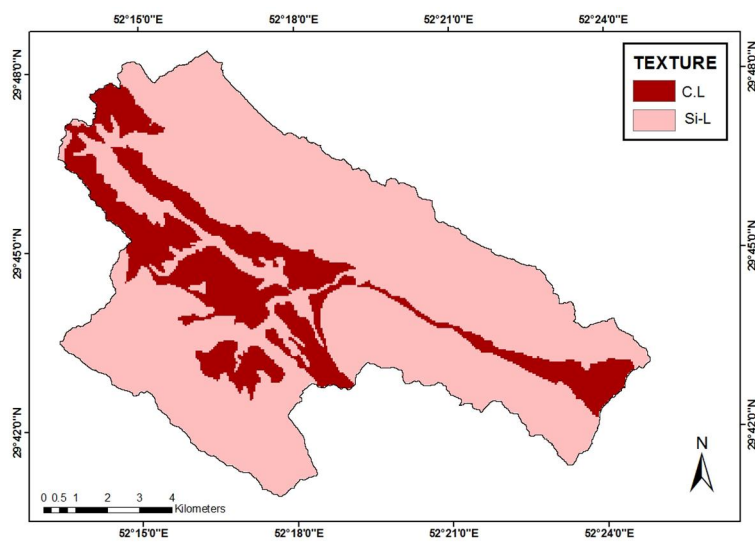 52°15'0"N
52°18'0"N
52°21'0"N
52°24'0"N
29°48'0"N
29°48'0"N
TEXTURE
C.L
Si-L
29°45'0"N
29°45'0"N
29°42'0"N
29°42'0"N
N
0 0.5 1 2 3 4
Kilometers
52°15'0"E
52°18'0"E
52°21'0"E
52°24'0"E